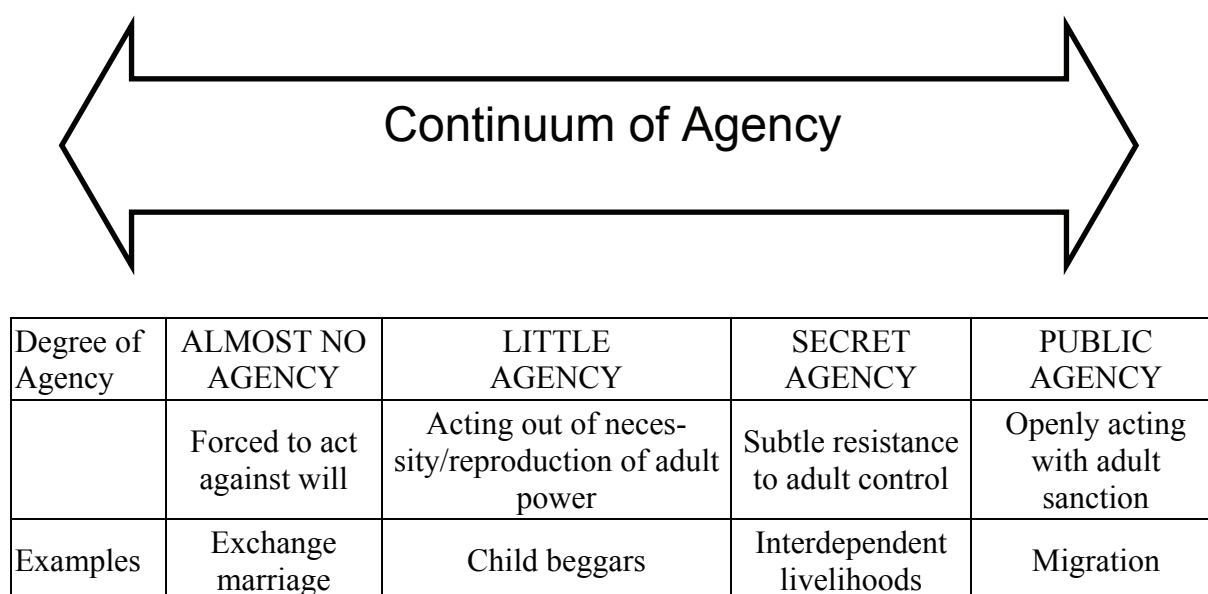 Continuum of Agency
Degree of Agency ALMOST NO AGENCY LITTLE AGENCY SECRET AGENCY PUBLIC AGENCY
Forced to act against will Acting out of neces-sity/reproduction of adult power Subtle resistance to adult control Openly acting with adult sanction
Examples Exchange marriage Child beggars Interdependent livelihoods Migration